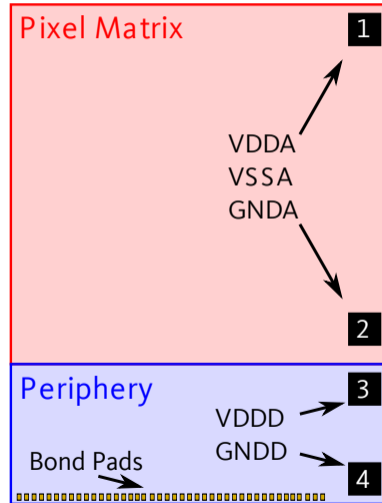 Pixel Matrix
1
VDDA
VSSA
GNDA
2
Periphery
3
VDDD
GNDD
Bond Pads
4